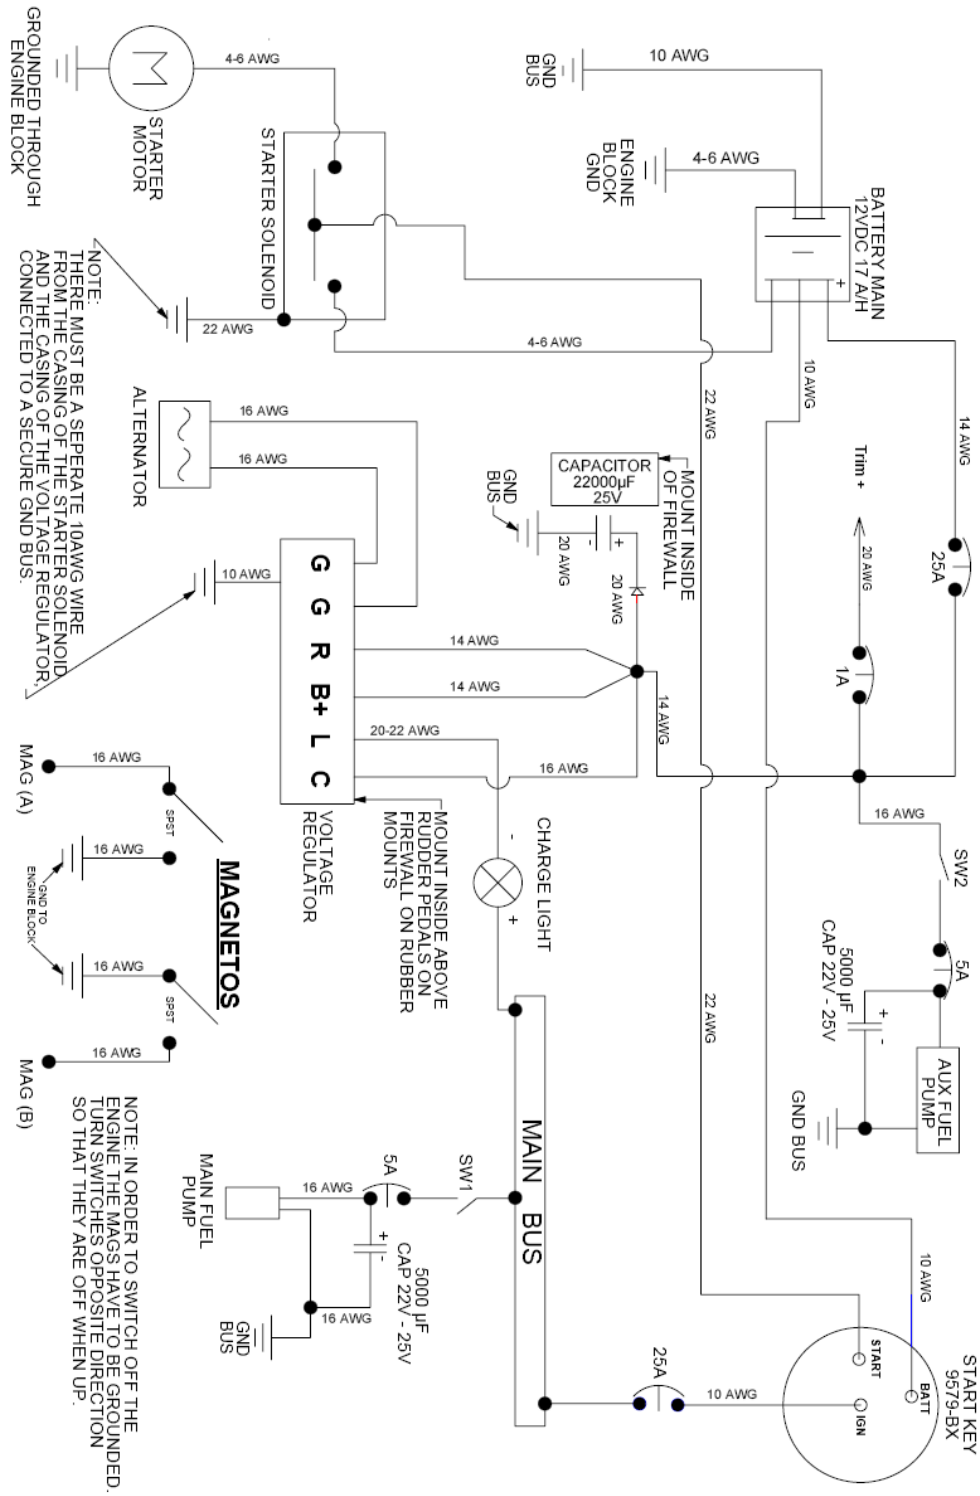 GROUNDED THROUGH
ENGINE BLOCK
STARTER
MOTOR
M
4-6 AWG
STARTER SOLENOID
22 AWG
NOTE:
THERE MUST BE A SEPERATE 10AWG WIRE
FROM THE CASING OF THE STARTER SOLENOID
AND THE CASING OF THE VOLTAGE REGULATOR,
CONNECTED TO A SECURE GND BUS.
GND
BUS
10 AWG
ENGINE
BLOCK
GND
4-6 AWG
BATTERY MAIN
12VDC 17 A/H
+
4-6 AWG
10 AWG
22 AWG
14 AWG
25A
Trim +
20 AWG
1A
ALTERNATOR
16 AWG
16 AWG
CAPACITOR
22000µF
25V
MOUNT INSIDE
OF FIREWALL
GND
BUS
20 AWG
- +
20 AWG
10 AWG
G G R B+ L C
VOLTAGE
REGULATOR
14 AWG
14 AWG
20-22 AWG
16 AWG
14 AWG
MOUNT INSIDE ABOVE
RUDDER PEDALS ON
FIREWALL ON RUBBER
MOUNTS
CHARGE LIGHT
-
+
16 AWG
SW2
5A
5000 µF
CAP 22V - 25V
+
-
AUX FUEL
PUMP
GND BUS
22 AWG
MAGNETOS
MAG (A)
16 AWG
SPST
16 AWG
GND TO
ENGINE BLOCK
16 AWG
SPST
16 AWG
MAG (B)
NOTE: IN ORDER TO SWITCH OFF THE
ENGINE THE MAGS HAVE TO BE GROUNDED.
TURN SWITCHES OPPOSITE DIRECTION
SO THAT THEY ARE OFF WHEN UP.
MAIN BUS
SW1
5A
16 AWG
MAIN FUEL
PUMP
+
-
5000 µF
CAP 22V - 25V
16 AWG
GND
BUS
25A
10 AWG
10 AWG
START
BATT
IGN
START KEY
9579-BX